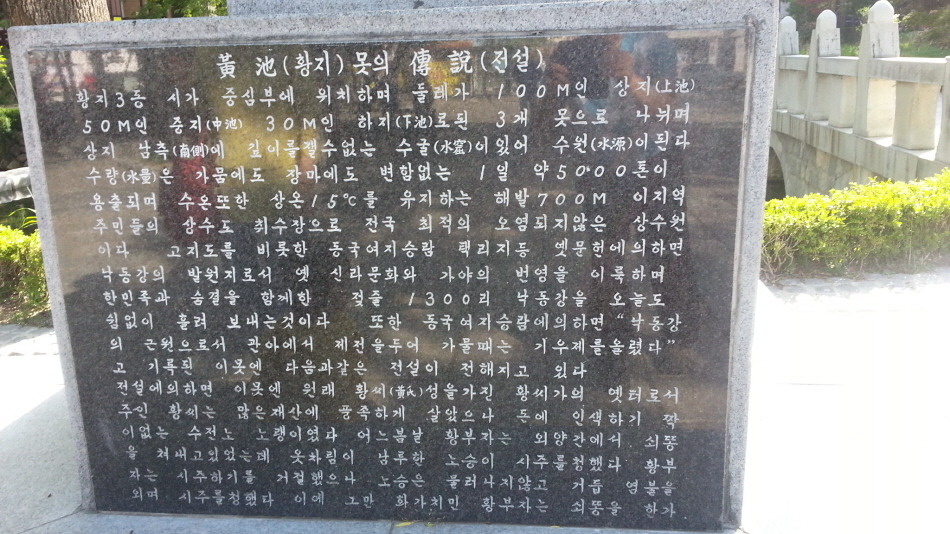 黃池(황지) 못의 傳說(전설)
황지3동 시가 중심부에 위치하며 둘레가 100M인 상지(上池)
50M인 중지(中池) 30M인 하지(下池)로된 3개 못으로 나뉘며
상지 남측(南側)에 깊이를잴수없는 수굴(水窟)이있어 수원(水源)이된다
수량(水量)은 가뭄에도 장마에도 변함없는 1일 약5000톤이
용출되며 수온또한 상온15℃를 유지하는 해발700M 이지역
주민들의 상수도 취수장으로 전국 최적의 오염되지않은 상수원
이다 고지도를 비롯한 동국여지승람 택리지등 옛문헌에의하면
낙동강의 발원지로서 옛 신라문화와 가야의 번영을 이룩하며
한민족과 숨결을 함께한 젖줄 1300리 낙동강을 오늘도
쉼없이 흘려 보내는것이다 또한 동국여지승람에의하면 "낙동강
의 근원으로서 관아에서 제전을두어 가물때는 기우제를올렸다"
고 기록된 이못엔 다음과같은 전설이 전해지고 있다
전설에의하면 이못에 원래 황씨(黃氏)성을가진 황씨가의 옛터로서
주인 황씨는 많은재산에 풍족하게 살았으나 돈에 인색하기 짝
이없는 수전노 노랭이였다 어느봄날 황부자는 외양간에서 쇠똥
을 쳐내고있었는데 옷차림이 남루한 노승이 시주를청했다 황부
자는 시주하기를 거절했으나 노승은 물러나지않고 거듭 염불을
외며 시주를청했다 이에 그만 화가치민 황부자는 쇠똥을 한가